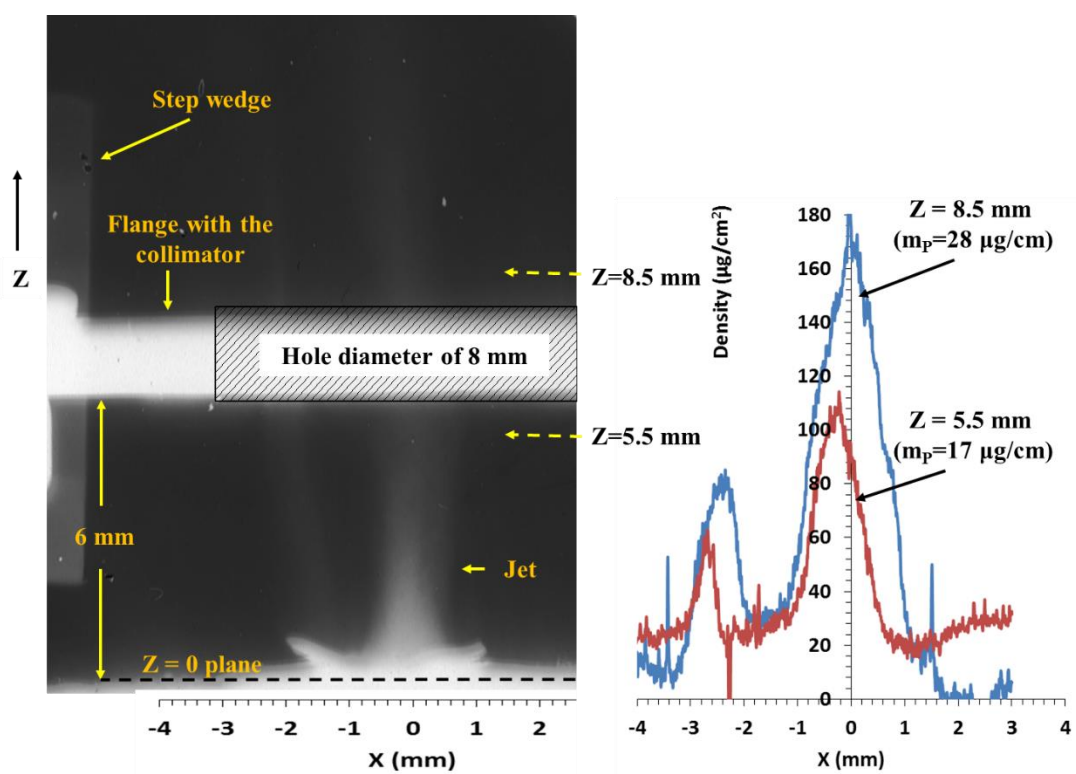 Step wedge
Flange with the
collimator
Z
Z=8.5 mm
Hole diameter of 8 mm
Z=5.5 mm
6 mm
Jet
Z = 0 plane
-4 -3 -2 -1 0 1 2
X (mm)
Density (µg/cm²)
180
160
140
120
100
80
60
40
20
0
Z = 8.5 mm
(mP=28 µg/cm)
Z = 5.5 mm
(mP=17 µg/cm)
-4 -3 -2 -1 0 1 2 3 4
X (mm)